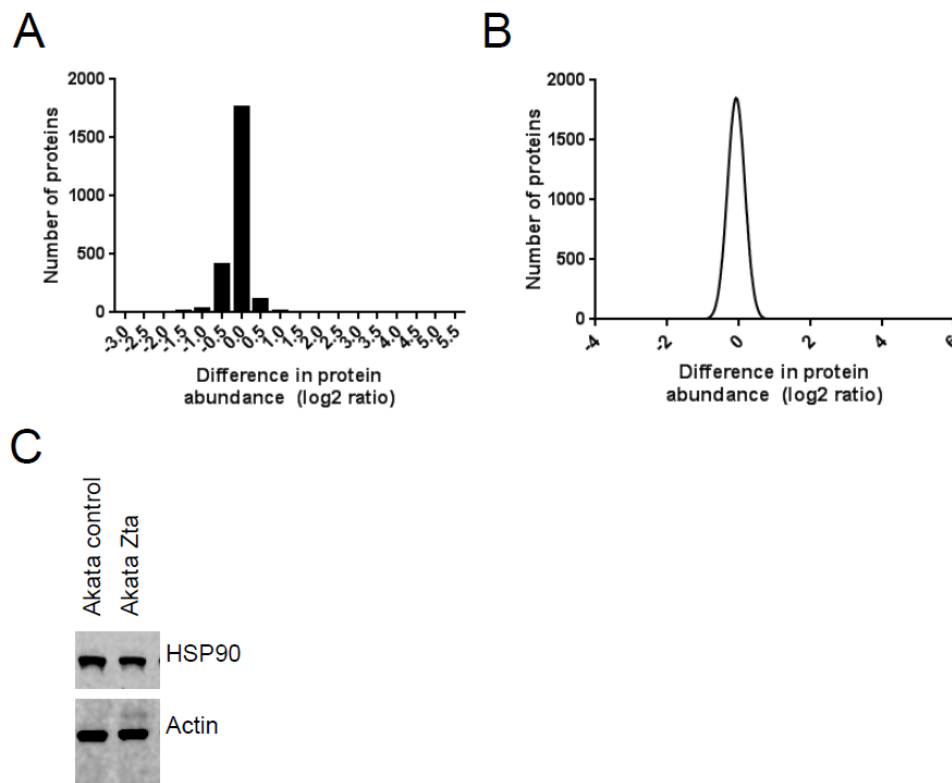 A
2000
1500
1000
500
0
Number of proteins
-3.0 -2.5 -2.0 -1.5 -1.0 -0.5 0.0 0.5 1.0 1.5 2.0 2.5 3.0 3.5 4.0 4.5 5.0 5.5
Difference in protein
abundance (log2 ratio)
B
2000
1500
1000
500
0
Number of proteins
-4 -2 0 2 4 6
Difference in protein
abundance (log2 ratio)
C
Akata control
Akata Zta
HSP90
Actin